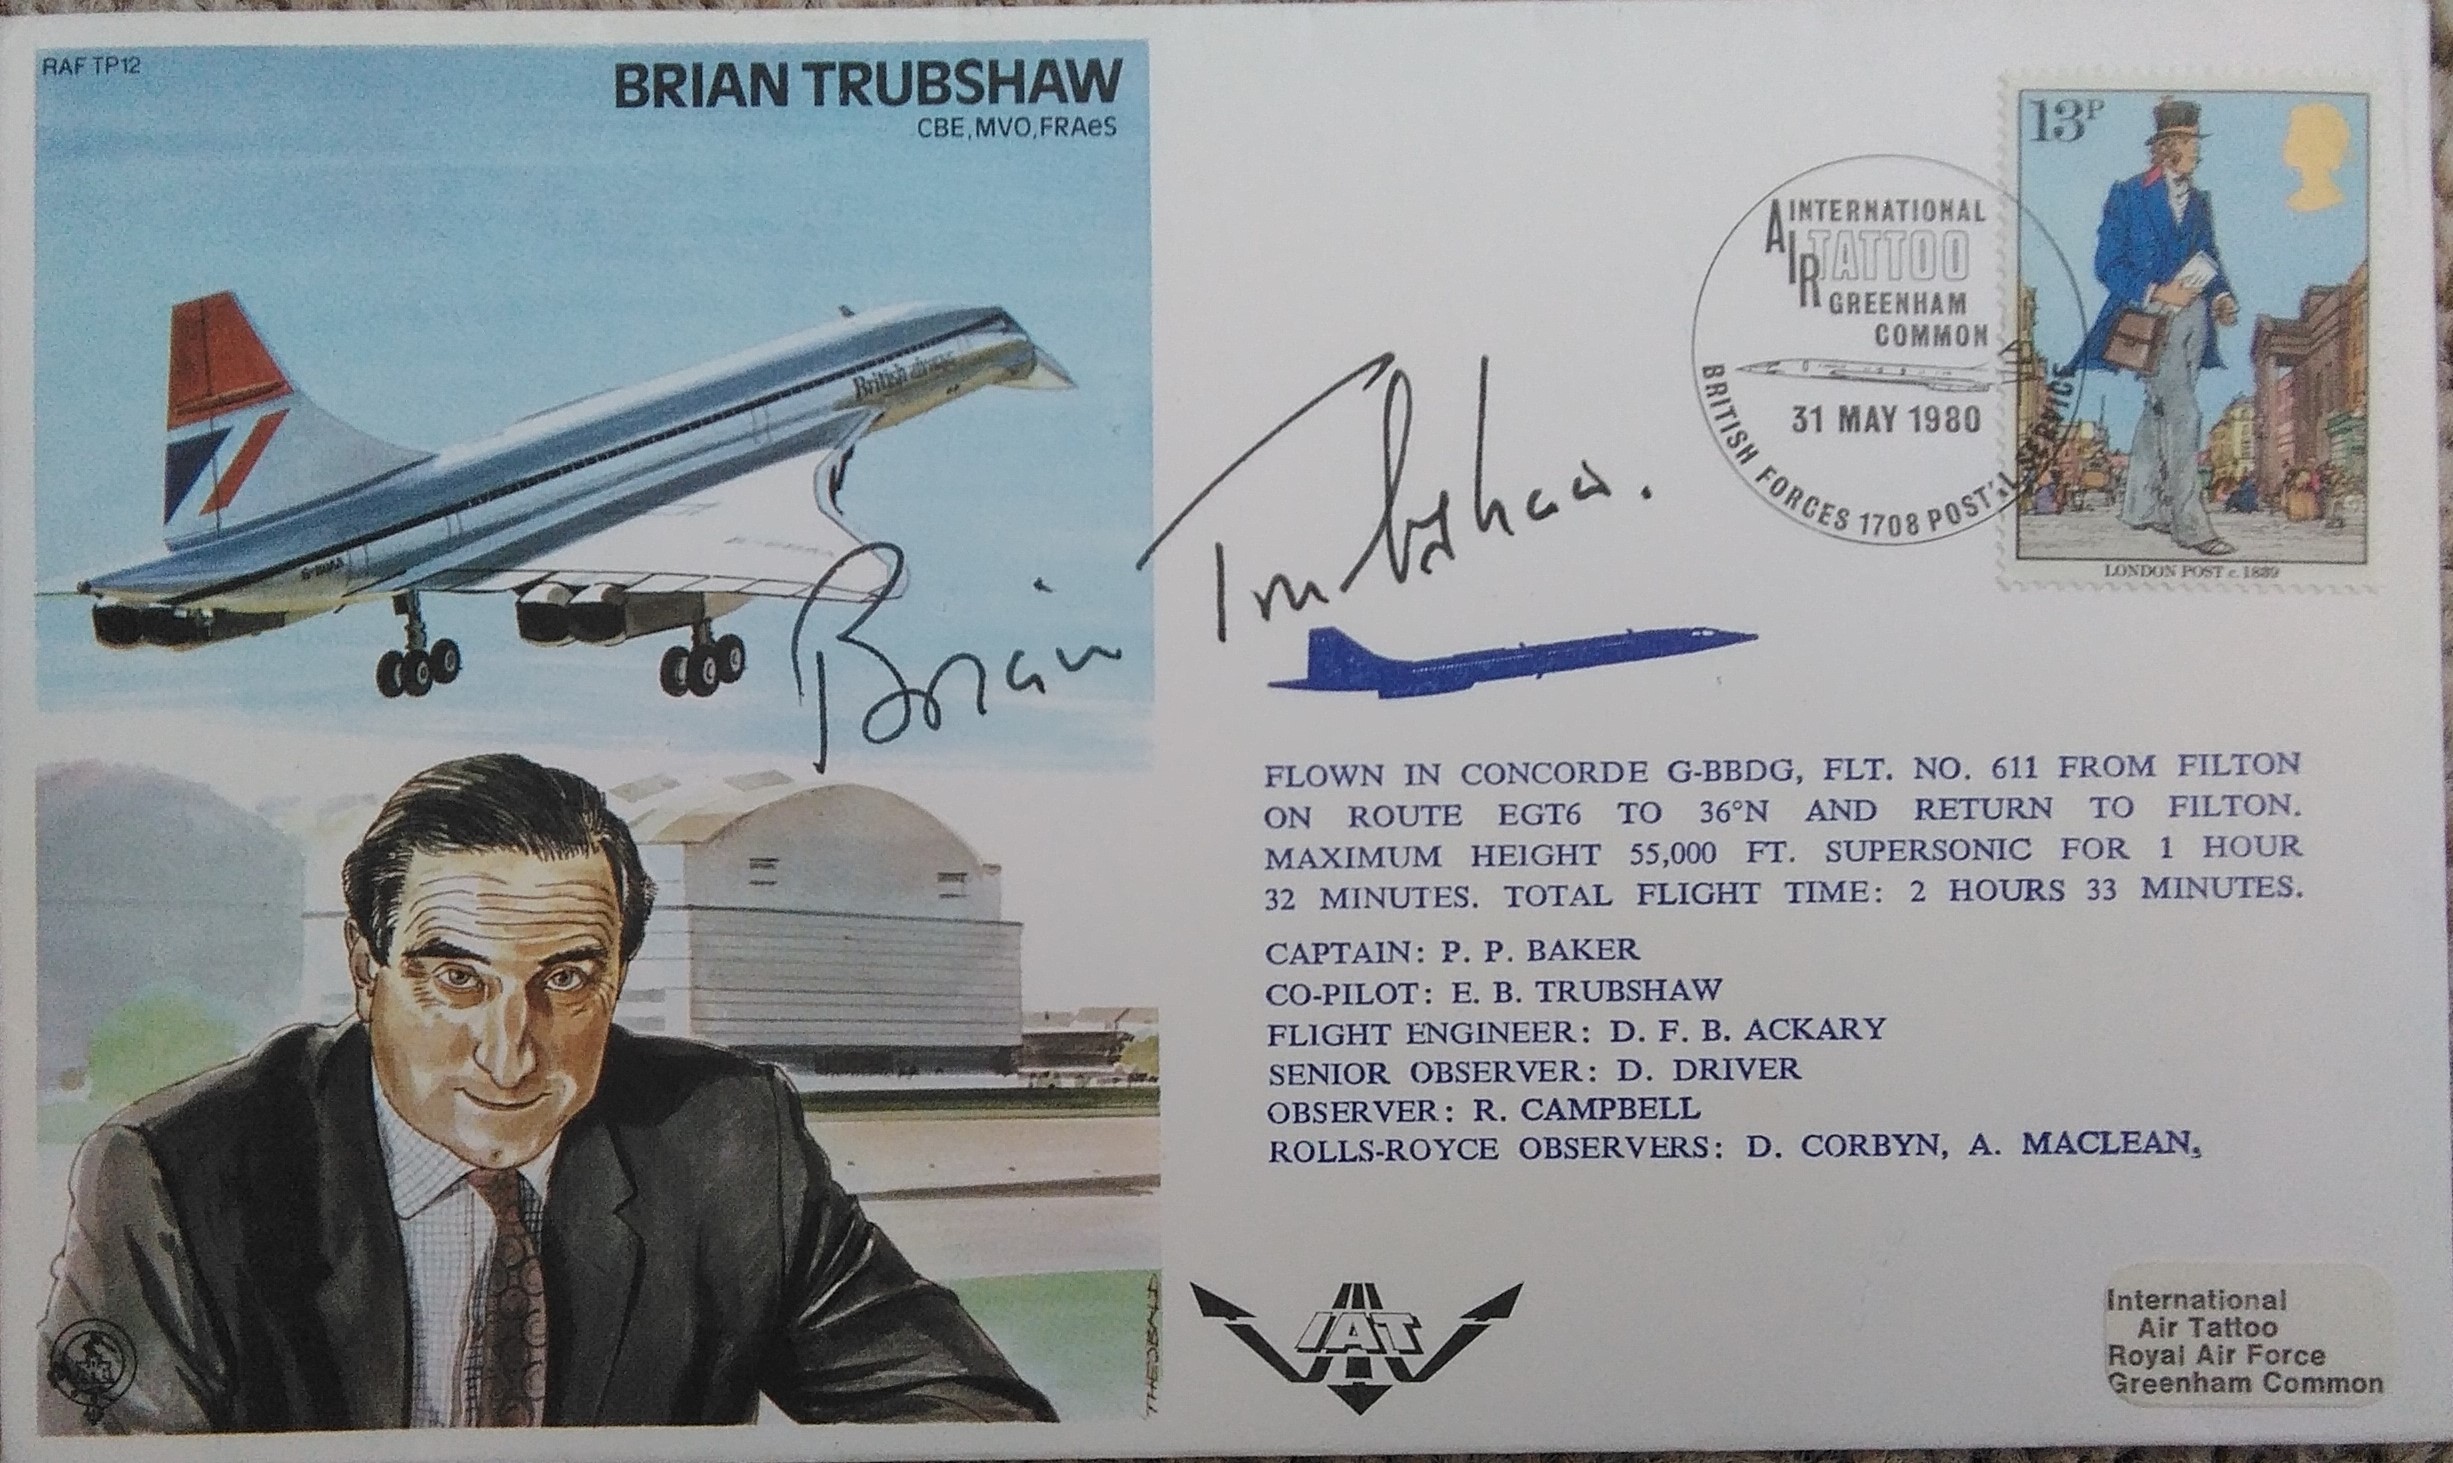 RAF TP12
BRIAN TRUBSHAW
CBE, MVO, FRAeS
British airways
Brian Trubshaw.
INTERNATIONAL
AIR TATTOO
GREENHAM
COMMON
31 MAY 1980
BRITISH FORCES 1708 POSTAL SERVICE
13P
LONDON POST c. 1839
FLOWN IN CONCORDE G-BBDG, FLT. NO. 611 FROM FILTON
ON ROUTE EGT6 TO 36°N AND RETURN TO FILTON.
MAXIMUM HEIGHT 55,000 FT. SUPERSONIC FOR 1 HOUR
32 MINUTES. TOTAL FLIGHT TIME: 2 HOURS 33 MINUTES.
CAPTAIN: P. P. BAKER
CO-PILOT: E. B. TRUBSHAW
FLIGHT ENGINEER: D. F. B. ACKARY
SENIOR OBSERVER: D. DRIVER
OBSERVER: R. CAMPBELL
ROLLS-ROYCE OBSERVERS: D. CORBYN, A. MACLEAN.
THEOBALD
IAT
International
Air Tattoo
Royal Air Force
Greenham Common